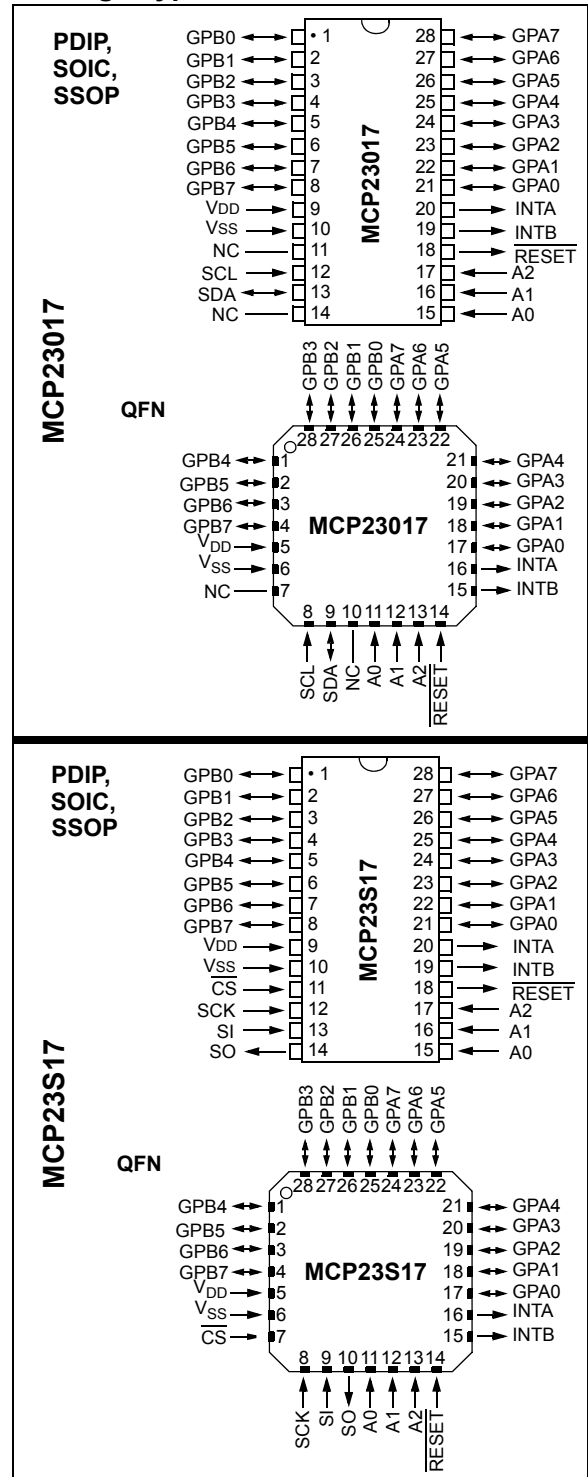 PDIP,
SOIC,
SSOP
GPB0 • 1 28 GPA7
GPB1 2 27 GPA6
GPB2 3 26 GPA5
GPB3 4 25 GPA4
GPB4 5 24 GPA3
GPB5 6 23 GPA2
GPB6 7 22 GPA1
GPB7 8 21 GPA0
VDD 9 20 INTA
VSS 10 19 INTB
NC 11 18 RESET
SCL 12 17 A2
SDA 13 16 A1
NC 14 15 A0
MCP23017
MCP23017
QFN
GPB3 GPB2 GPB1 GPB0 GPA7 GPA6 GPA5
28 27 26 25 24 23 22
GPB4 1 21 GPA4
GPB5 2 20 GPA3
GPB6 3 19 GPA2
GPB7 4 18 GPA1
VDD 5 17 GPA0
VSS 6 16 INTA
NC 7 15 INTB
MCP23017
8 9 10 11 12 13 14
SCL SDA NC A0 A1 A2 RESET
PDIP,
SOIC,
SSOP
GPB0 • 1 28 GPA7
GPB1 2 27 GPA6
GPB2 3 26 GPA5
GPB3 4 25 GPA4
GPB4 5 24 GPA3
GPB5 6 23 GPA2
GPB6 7 22 GPA1
GPB7 8 21 GPA0
VDD 9 20 INTA
VSS 10 19 INTB
CS 11 18 RESET
SCK 12 17 A2
SI 13 16 A1
SO 14 15 A0
MCP23S17
MCP23S17
QFN
GPB3 GPB2 GPB1 GPB0 GPA7 GPA6 GPA5
28 27 26 25 24 23 22
GPB4 1 21 GPA4
GPB5 2 20 GPA3
GPB6 3 19 GPA2
GPB7 4 18 GPA1
VDD 5 17 GPA0
VSS 6 16 INTA
CS 7 15 INTB
MCP23S17
8 9 10 11 12 13 14
SCK SI SO A0 A1 A2 RESET